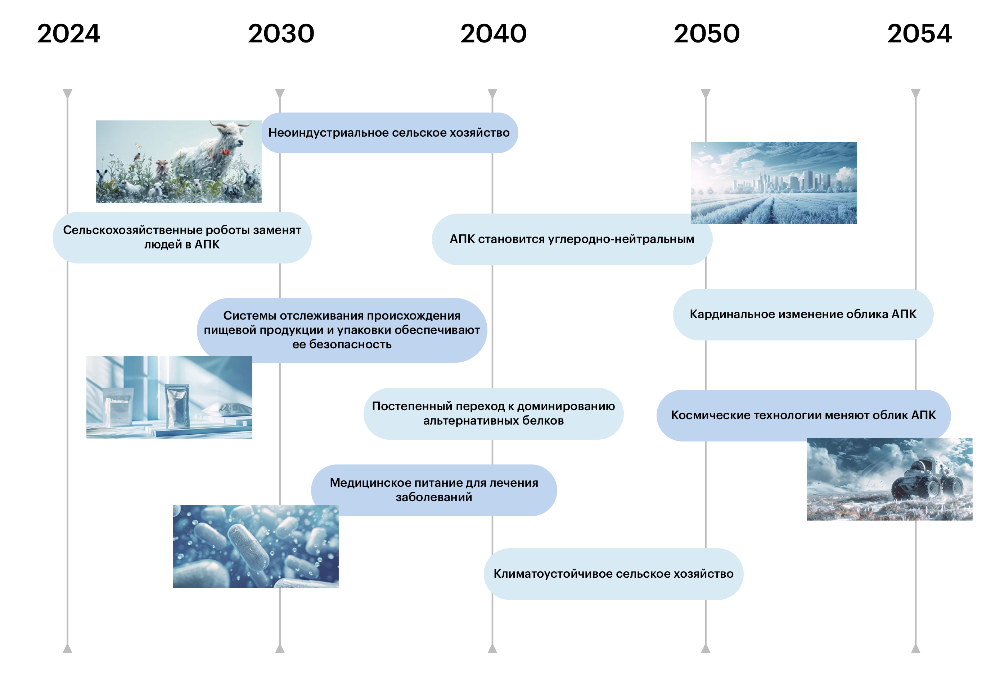 2024
2030
2040
2050
2054
Неоиндустриальное сельское хозяйство
Сельскохозяйственные роботы заменят
людей в АПК
АПК становится углеродно-нейтральным
Системы отслеживания происхождения
пищевой продукции и упаковки обеспечивают
ее безопасность
Кардинальное изменение облика АПК
Постепенный переход к доминированию
альтернативных белков
Космические технологии меняют облик АПК
Медицинское питание для лечения
заболеваний
Климатоустойчивое сельское хозяйство